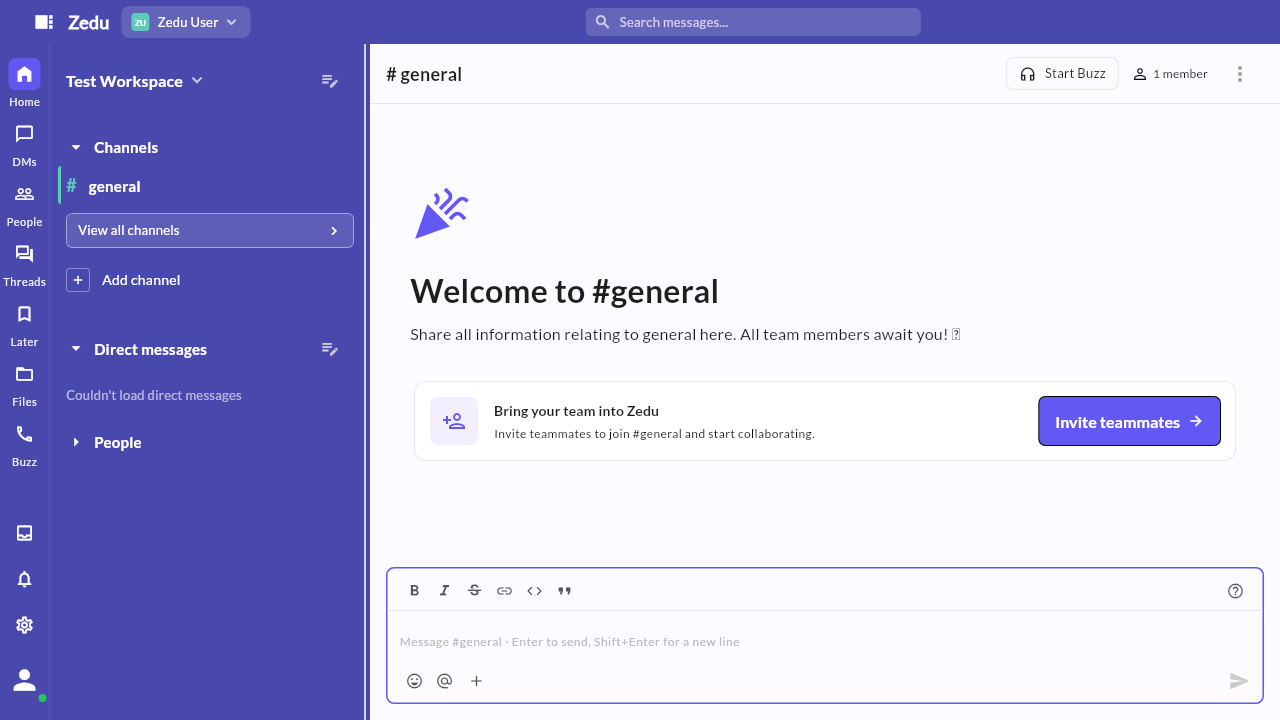 Zedu
ZU Zedu User
Search messages...
Home
DMs
People
Threads
Later
Files
Buzz
Test Workspace
Channels
# general
View all channels
Add channel
Direct messages
Couldn't load direct messages
People
# general
Start Buzz
1 member
Welcome to #general
Share all information relating to general here. All team members await you!
Bring your team into Zedu
Invite teammates to join #general and start collaborating.
Invite teammates
Message #general · Enter to send, Shift+Enter for a new line